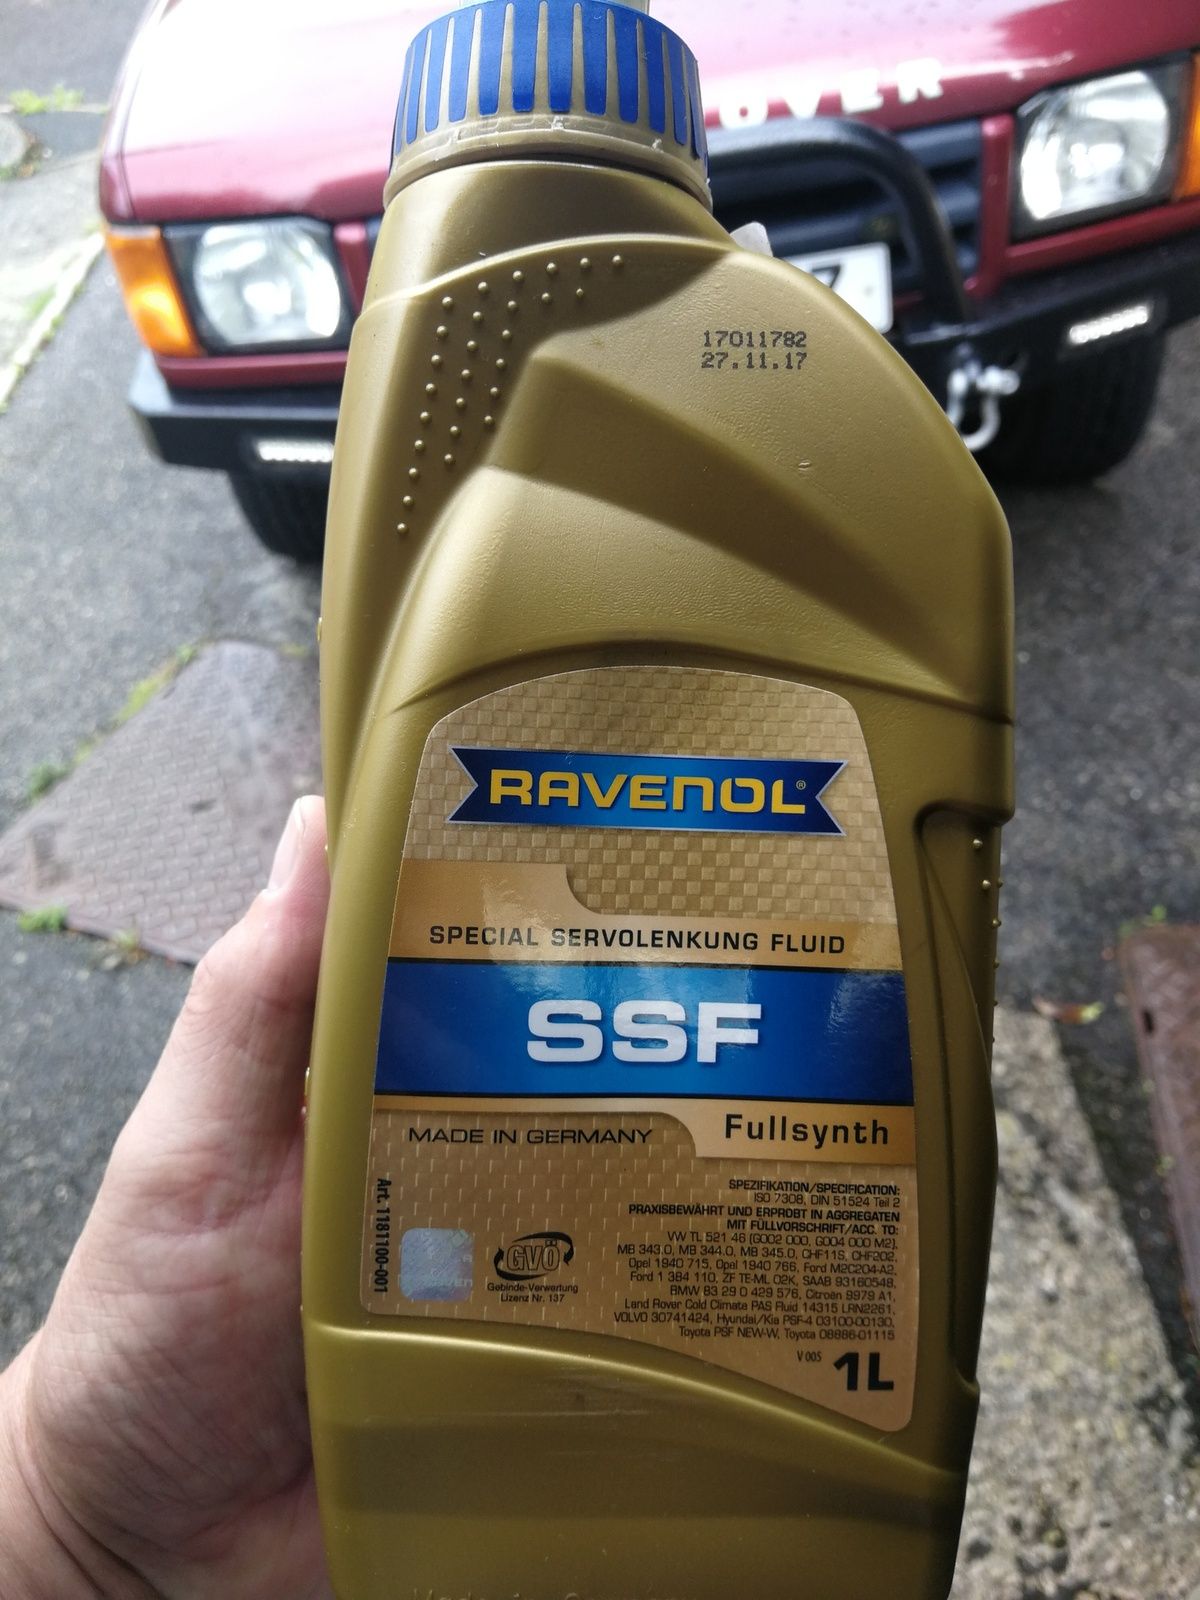 OVER
7
17011782
27.11.17
RAVENOL®
SPECIAL SERVOLENKUNG FLUID
SSF
Fullsynth
MADE IN GERMANY
Art. 1181100-001
GVÖ
Gebinde-Verwertung
Lizenz Nr. 137
SPEZIFIKATION/SPECIFICATION:
ISO 7308, DIN 51524 Teil 2
PRAXISBEWÄHRT UND ERPROBT IN AGGREGATEN
MIT FÜLLVORSCHRIFT/ACC. TO:
VW TL 521 46 (G002 000, G004 000 M2),
MB 343.0, MB 344.0, MB 345.0, CHF11S, CHF202,
Opel 1940 715, Opel 1940 766, Ford M2C204-A2,
Ford 1 384 110, ZF TE-ML 02K, SAAB 93160548,
BMW 83 29 0 429 576, Citroën 9979 A1,
Land Rover Cold Climate PAS Fluid 14315 LRN2261,
VOLVO 30741424, Hyundai/Kia PSF-4 03100-00130,
Toyota PSF NEW-W, Toyota 08886-01115
V 005
1L